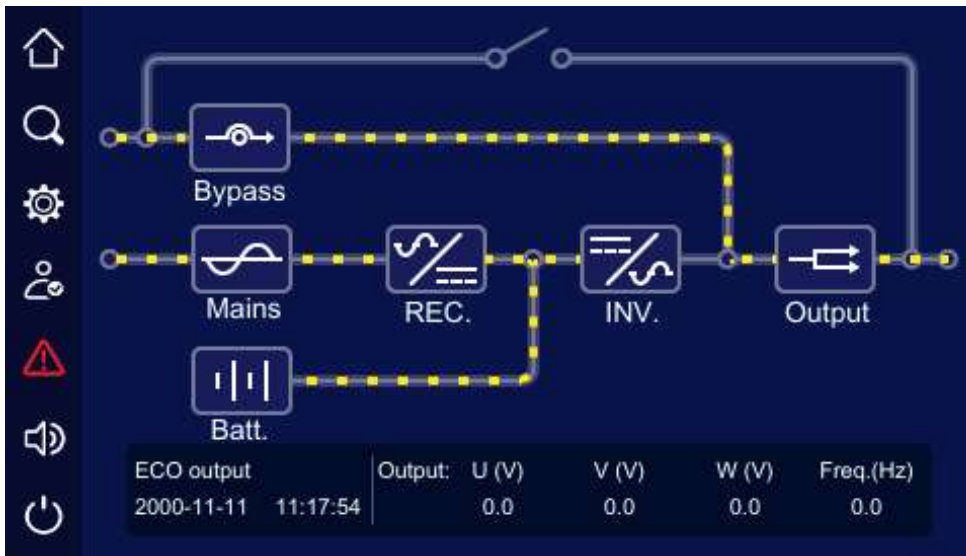 Bypass
Mains
REC.
INV.
Output
Batt.
ECO output
Output: U (V) V (V) W (V) Freq.(Hz)
2000-11-11 11:17:54 0.0 0.0 0.0 0.0